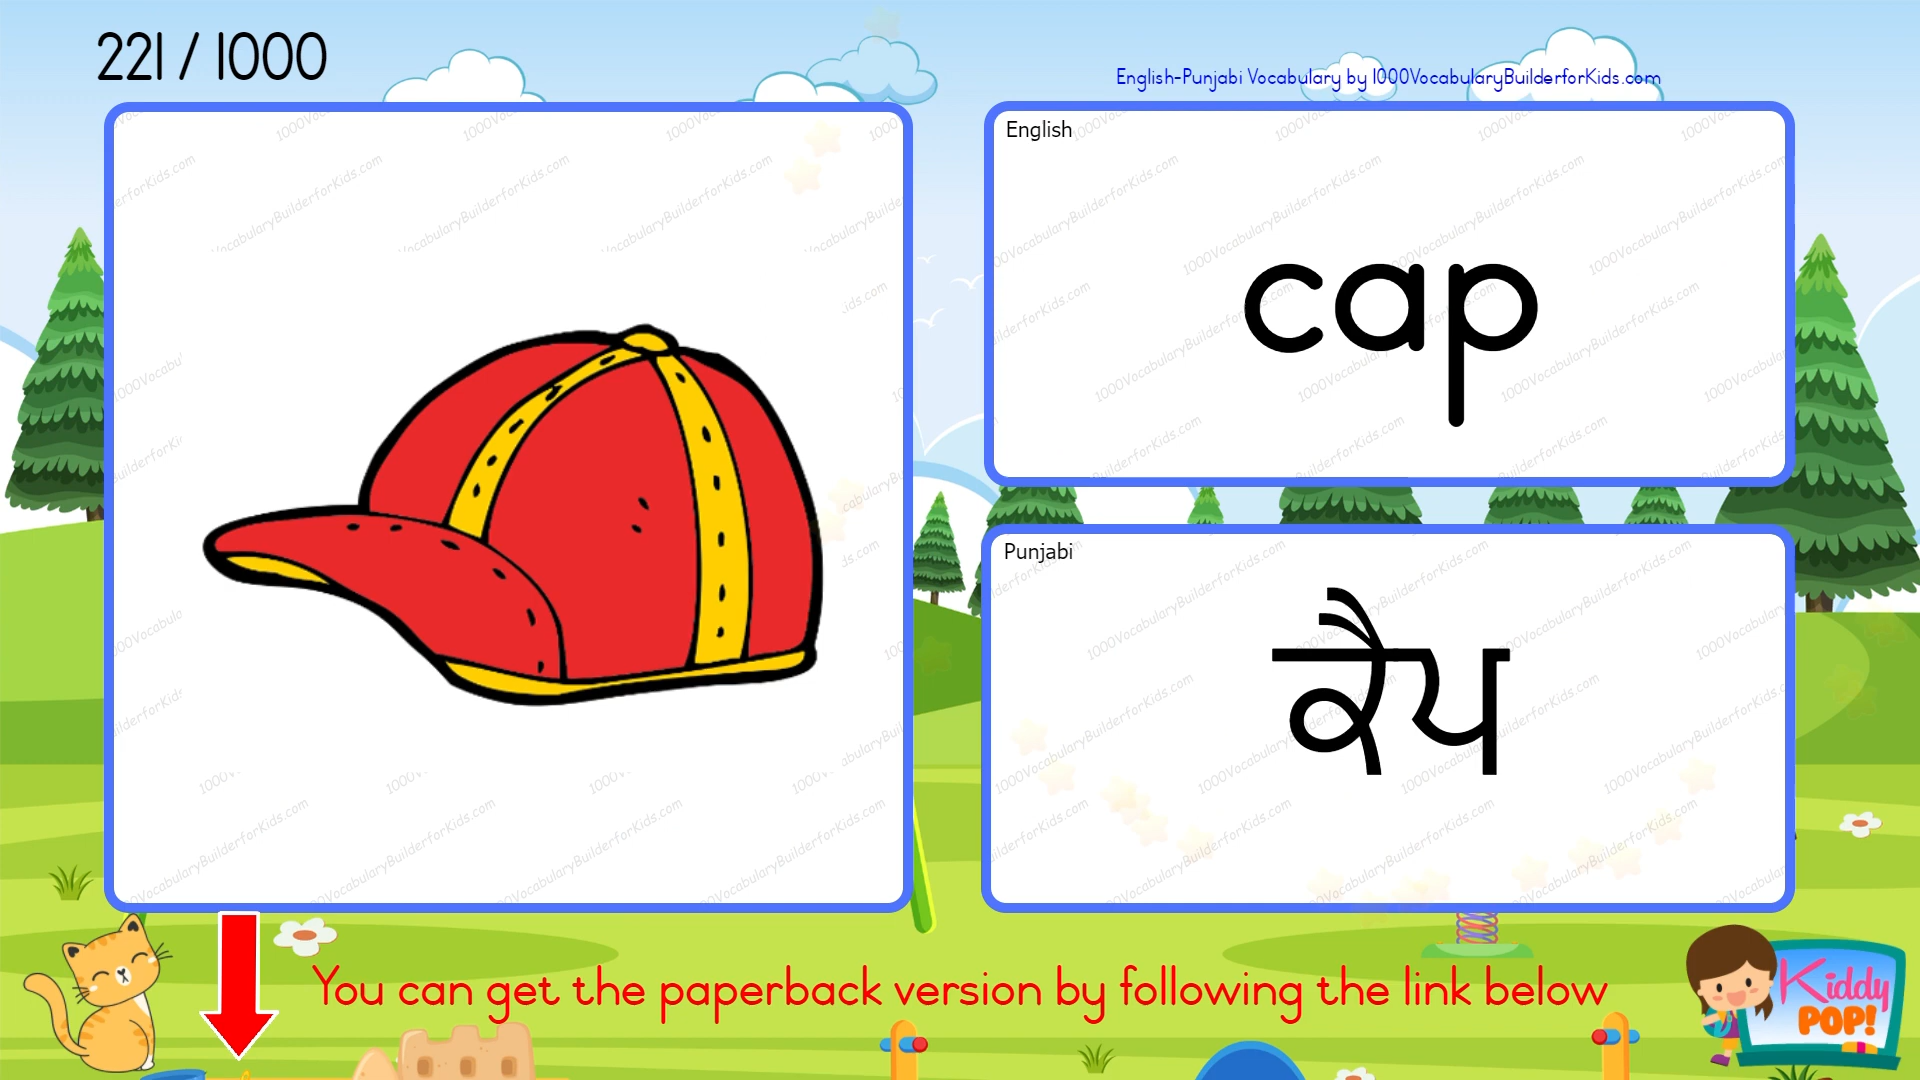 221 / 1000
English-Punjabi Vocabulary by 1000VocabularyBuilderforKids.com
English
cap
Punjabi
ਕੈਪ
You can get the paperback version by following the link below
Kiddy
POP!